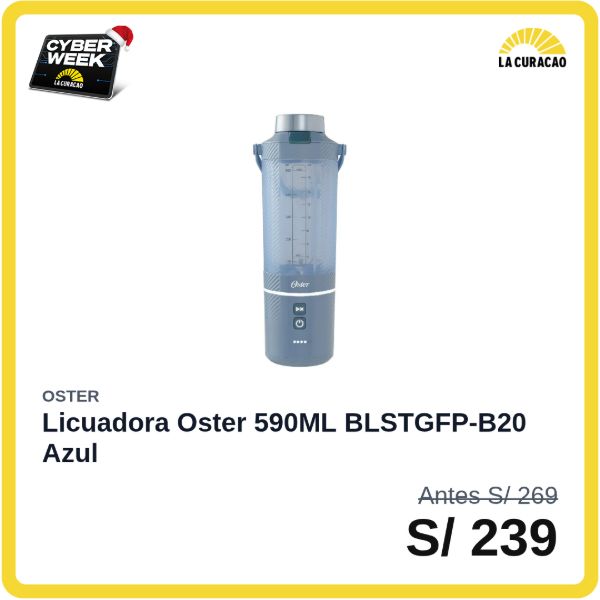 CYBER
WEEK
LA CURACAO
LA CURACAO
Oster
OSTER
Licuadora Oster 590ML BLSTGFP-B20
Azul
Antes S/ 269
S/ 239